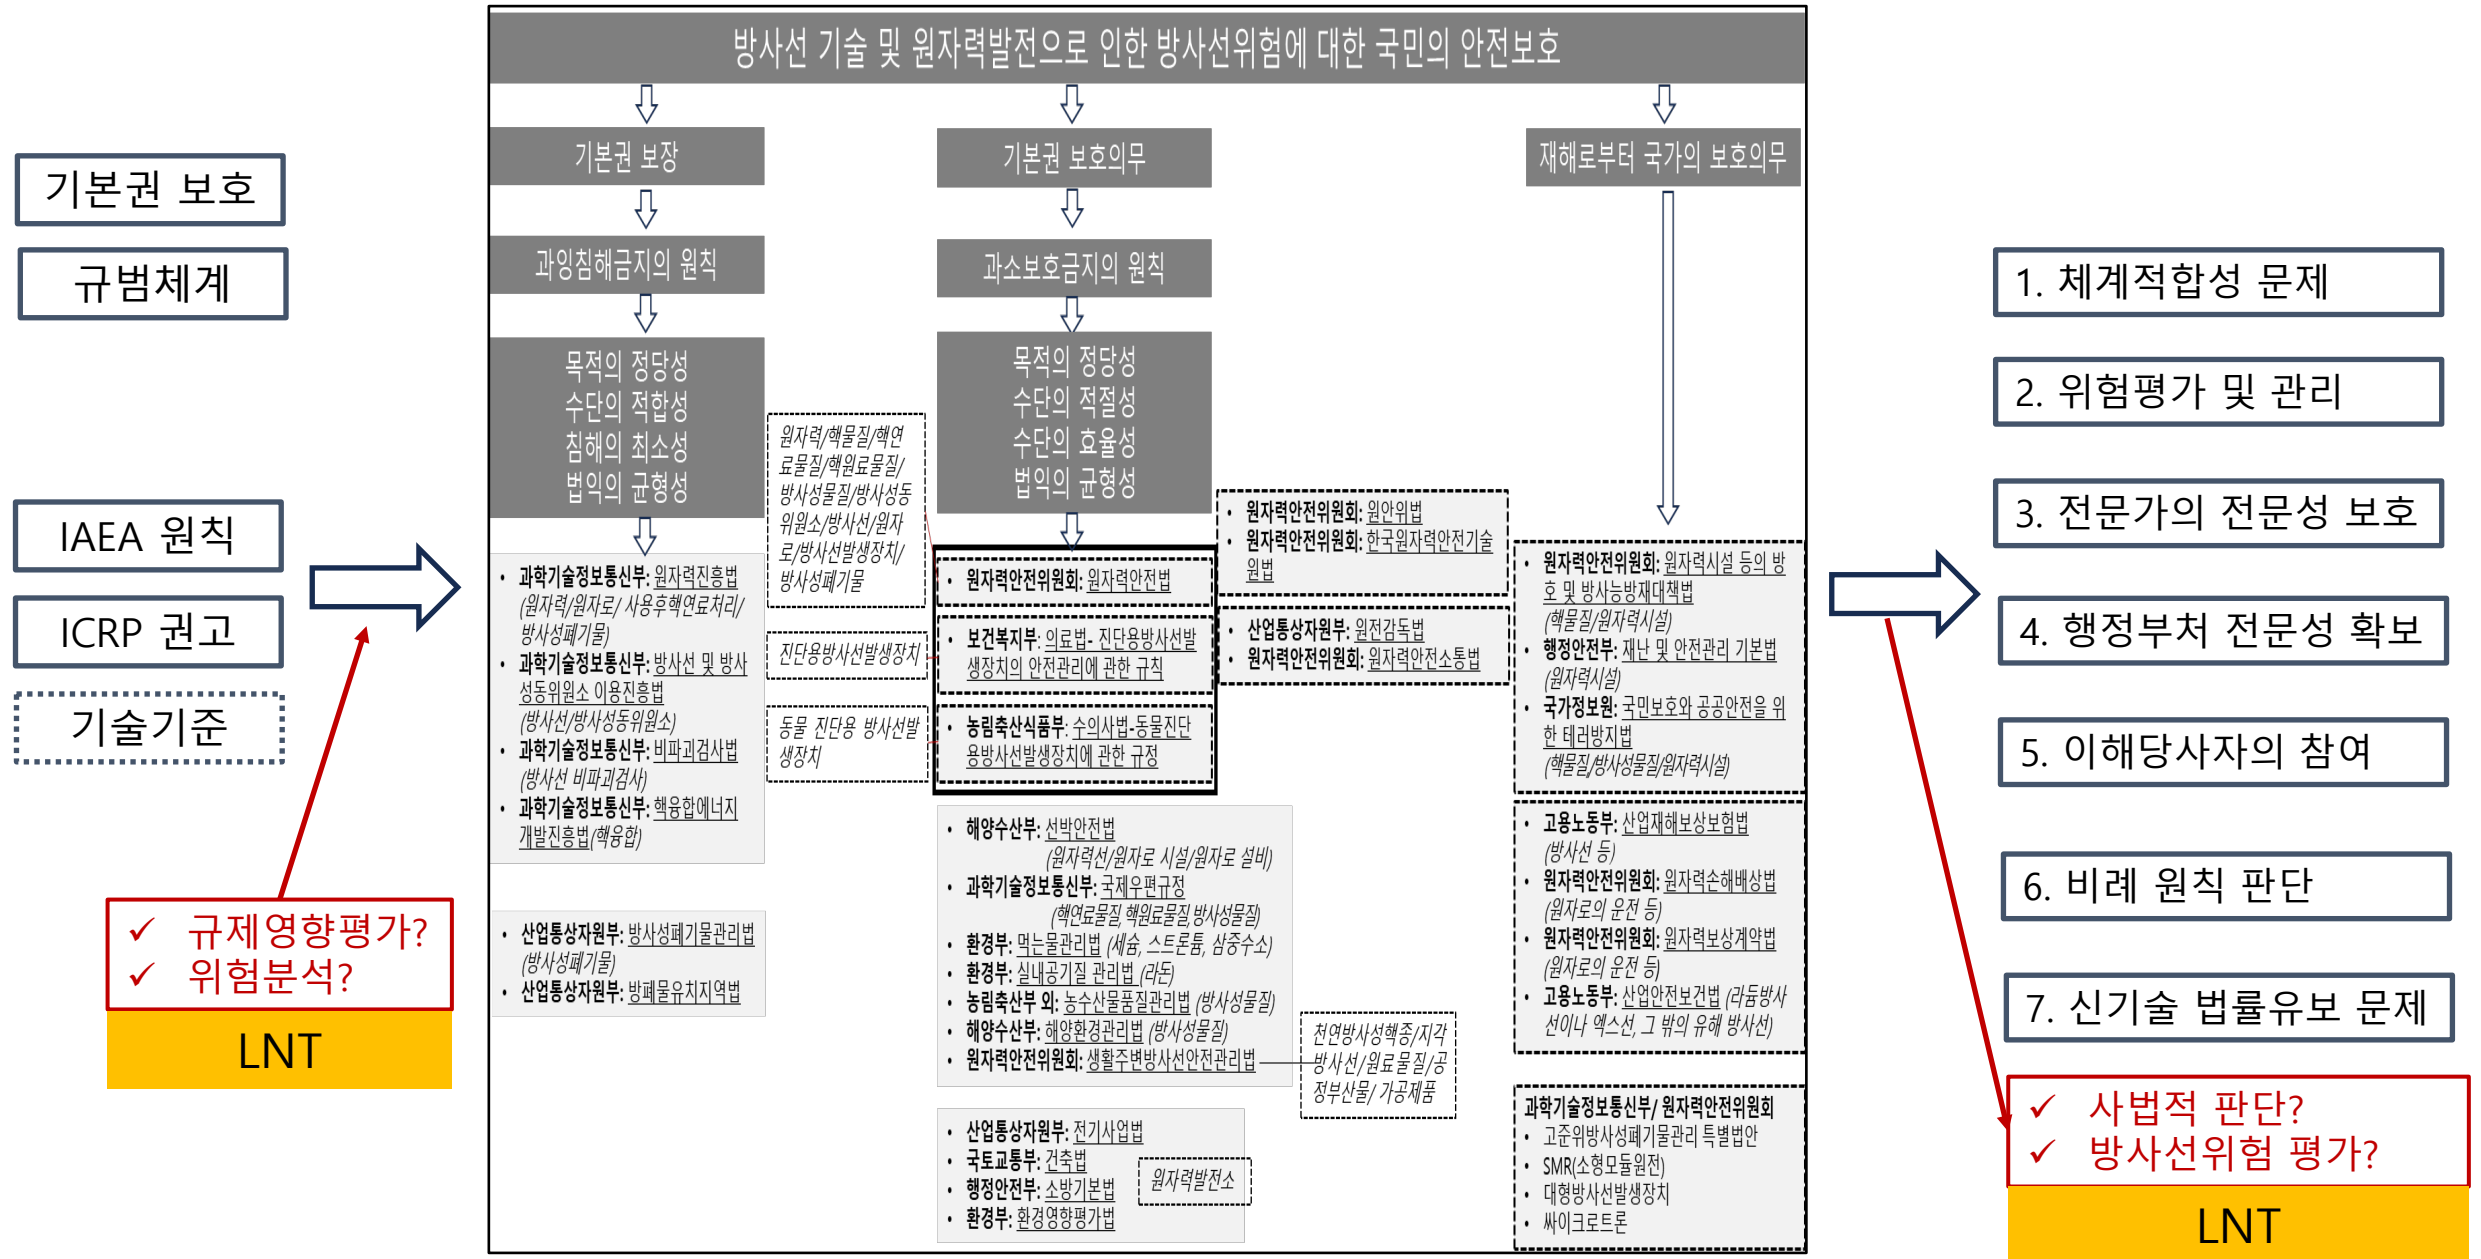 방사선 기술 및 원자력발전으로 인한 방사선위험에 대한 국민의 안전보호
기본권 보호
규범체계
IAEA 원칙
ICRP 권고
기술기준
✓ 규제영향평가?
✓ 위험분석?
LNT
기본권 보장
과잉침해금지의 원칙
목적의 정당성
수단의 적합성
침해의 최소성
법익의 균형성
• 과학기술정보통신부: 원자력진흥법
(원자력/원자로/ 사용후핵연료처리/
방사성폐기물)
• 과학기술정보통신부: 방사선 및 방사
성동위원소 이용진흥법
(방사선/방사성동위원소)
• 과학기술정보통신부: 비파괴검사법
(방사선 비파괴검사)
• 과학기술정보통신부: 핵융합에너지
개발진흥법(핵융합)
• 산업통상자원부: 방사성폐기물관리법
(방사성폐기물)
• 산업통상자원부: 방폐물유치지역법
원자력/핵물질/핵연
료물질/핵원료물질/
방사성물질/방사성동
위원소/방사선/원자
로/방사선발생장치/
방사성폐기물
진단용방사선발생장치
동물 진단용 방사선발
생장치
기본권 보호의무
과소보호금지의 원칙
목적의 정당성
수단의 적절성
수단의 효율성
법익의 균형성
• 원자력안전위원회: 원자력안전법
• 보건복지부: 의료법- 진단용방사선발
생장치의 안전관리에 관한 규칙
• 농림축산식품부: 수의사법-동물진단
용방사선발생장치에 관한 규정
• 해양수산부: 선박안전법
(원자력선/원자로 시설/원자로 설비)
• 과학기술정보통신부: 국제우편규정
(핵연료물질,핵원료물질,방사성물질)
• 환경부: 먹는물관리법 (세슘, 스트론튬, 삼중수소)
• 환경부: 실내공기질 관리법 (라돈)
• 농림축산부 외: 농수산물품질관리법 (방사성물질)
• 해양수산부: 해양환경관리법 (방사성물질)
• 원자력안전위원회: 생활주변방사선안전관리법
• 산업통상자원부: 전기사업법
• 국토교통부: 건축법
• 행정안전부: 소방기본법
• 환경부: 환경영향평가법
원자력발전소
• 원자력안전위원회: 원안위법
• 원자력안전위원회: 한국원자력안전기술
원법
• 산업통상자원부: 원전감독법
• 원자력안전위원회: 원자력안전소통법
천연방사성핵종/지각
방사선/원료물질/공
정부산물/ 가공제품
재해로부터 국가의 보호의무
• 원자력안전위원회: 원자력시설 등의 방
호 및 방사능방재대책법
(핵물질/원자력시설)
• 행정안전부: 재난 및 안전관리 기본법
(원자력시설)
• 국가정보원: 국민보호와 공공안전을 위
한 테러방지법
(핵물질/방사성물질/원자력시설)
• 고용노동부: 산업재해보상보험법
(방사선 등)
• 원자력안전위원회: 원자력손해배상법
(원자로의 운전 등)
• 원자력안전위원회: 원자력보상계약법
(원자로의 운전 등)
• 고용노동부: 산업안전보건법 (라듐방사
선이나 엑스선, 그 밖의 유해 방사선)
과학기술정보통신부/ 원자력안전위원회
• 고준위방사성폐기물관리 특별법안
• SMR(소형모듈원전)
• 대형방사선발생장치
• 싸이크로트론
1. 체계적합성 문제
2. 위험평가 및 관리
3. 전문가의 전문성 보호
4. 행정부처 전문성 확보
5. 이해당사자의 참여
6. 비례 원칙 판단
7. 신기술 법률유보 문제
✓ 사법적 판단?
✓ 방사선위험 평가?
LNT